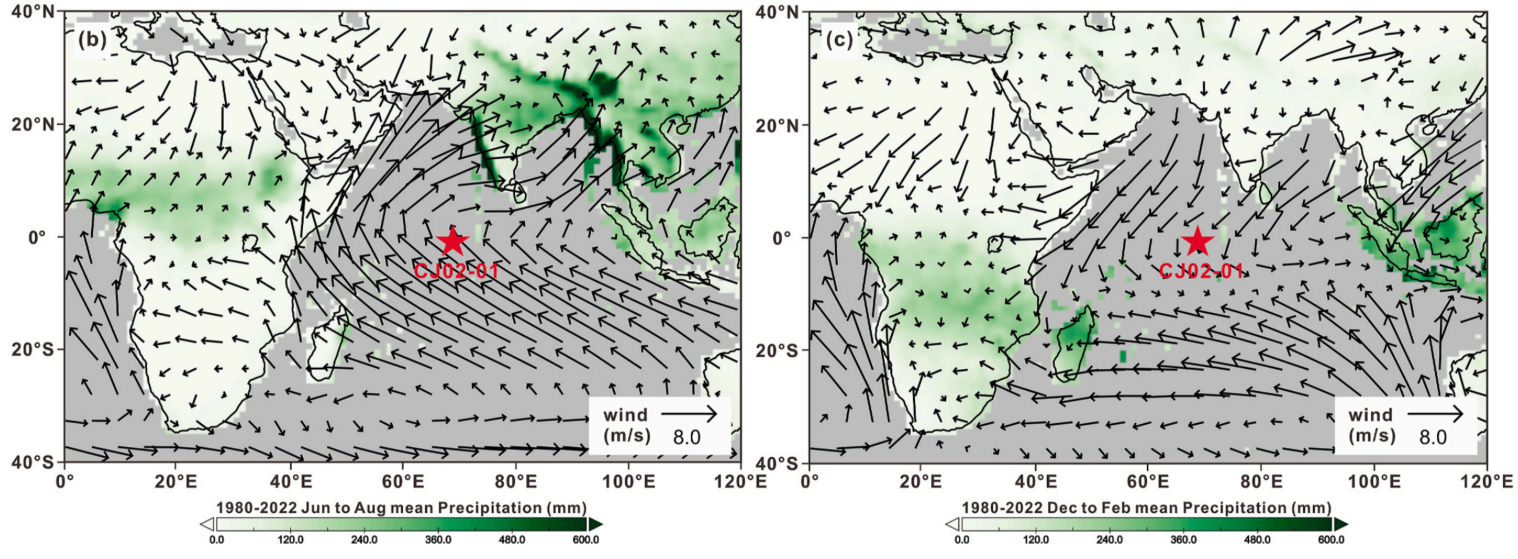 40°N
20°N
0°
20°S
40°S
(b)
CJ02-01
wind
(m/s) 8.0
0° 20°E 40°E 60°E 80°E 100°E 120°E
1980-2022 Jun to Aug mean Precipitation (mm)
0.0 120.0 240.0 360.0 480.0 600.0
40°N
20°N
0°
20°S
40°S
(c)
CJ02-01
wind
(m/s) 8.0
0° 20°E 40°E 60°E 80°E 100°E 120°E
1980-2022 Dec to Feb mean Precipitation (mm)
0.0 120.0 240.0 360.0 480.0 600.0